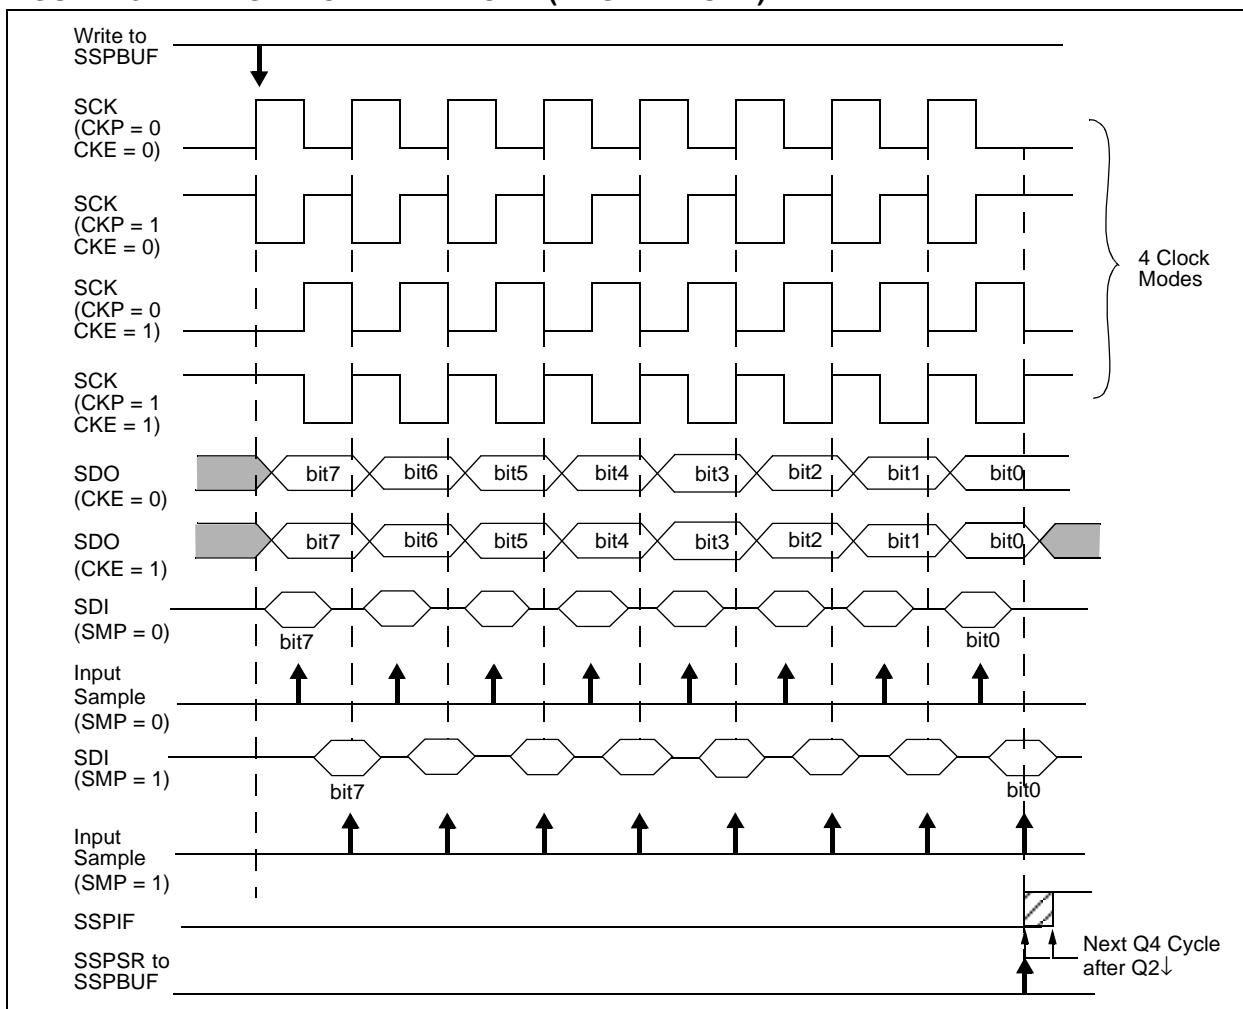 Write to
SSPBUF
SCK
(CKP = 0
CKE = 0)
SCK
(CKP = 1
CKE = 0)
SCK
(CKP = 0
CKE = 1)
SCK
(CKP = 1
CKE = 1)
4 Clock
Modes
SDO
(CKE = 0)
bit7 bit6 bit5 bit4 bit3 bit2 bit1 bit0
SDO
(CKE = 1)
bit7 bit6 bit5 bit4 bit3 bit2 bit1 bit0
SDI
(SMP = 0)
bit7 bit0
Input
Sample
(SMP = 0)
SDI
(SMP = 1)
bit7 bit0
Input
Sample
(SMP = 1)
SSPIF
Next Q4 Cycle
after Q2↓
SSPSR to
SSPBUF